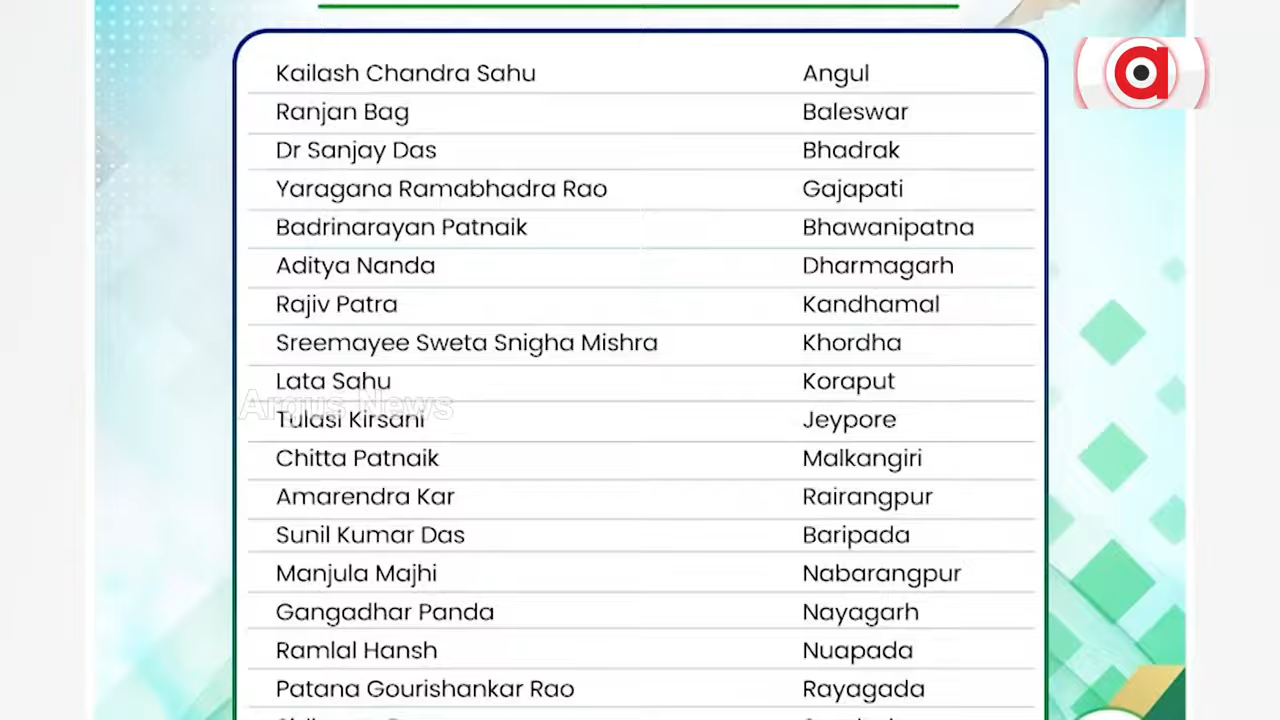 Kailash Chandra Sahu Angul
Ranjan Bag Baleswar
Dr Sanjay Das Bhadrak
Yaragana Ramabhadra Rao Gajapati
Badrinarayan Patnaik Bhawanipatna
Aditya Nanda Dharmagarh
Rajiv Patra Kandhamal
Sreemayee Sweta Snigha Mishra Khordha
Lata Sahu Koraput
Argus News
Tulasi Kirsani Jeypore
Chitta Patnaik Malkangiri
Amarendra Kar Rairangpur
Sunil Kumar Das Baripada
Manjula Majhi Nabarangpur
Gangadhar Panda Nayagarh
Ramlal Hansh Nuapada
Patana Gourishankar Rao Rayagada